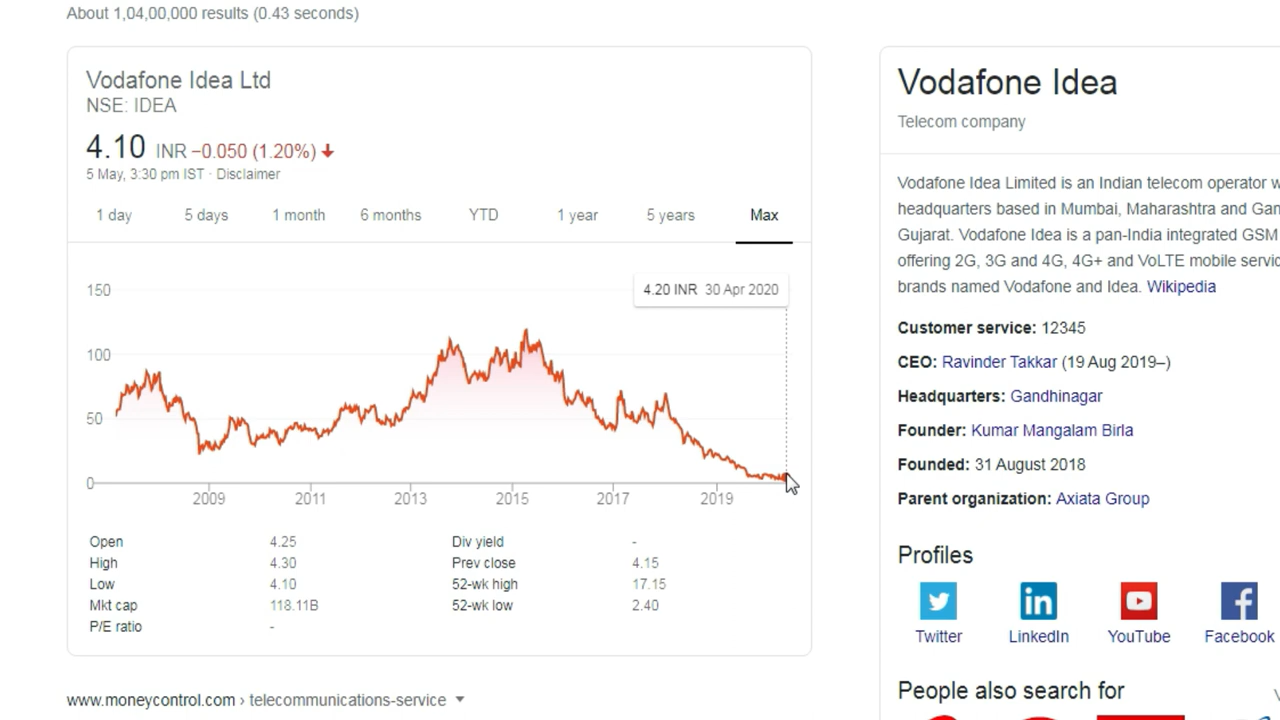 About 1,04,00,000 results (0.43 seconds)
Vodafone Idea Ltd
NSE: IDEA
4.10 INR −0.050 (1.20%)
5 May, 3:30 pm IST · Disclaimer
1 day 5 days 1 month 6 months YTD 1 year 5 years Max
4.20 INR 30 Apr 2020
150
100
50
0
2009 2011 2013 2015 2017 2019
Open 4.25 Div yield -
High 4.30 Prev close 4.15
Low 4.10 52-wk high 17.15
Mkt cap 118.11B 52-wk low 2.40
P/E ratio -
www.moneycontrol.com › telecommunications-service
Vodafone Idea
Telecom company
Vodafone Idea Limited is an Indian telecom operator w
headquarters based in Mumbai, Maharashtra and Gan
Gujarat. Vodafone Idea is a pan-India integrated GSM
offering 2G, 3G and 4G, 4G+ and VoLTE mobile servic
brands named Vodafone and Idea. Wikipedia
Customer service: 12345
CEO: Ravinder Takkar (19 Aug 2019–)
Headquarters: Gandhinagar
Founder: Kumar Mangalam Birla
Founded: 31 August 2018
Parent organization: Axiata Group
Profiles
Twitter LinkedIn YouTube Facebook
People also search for